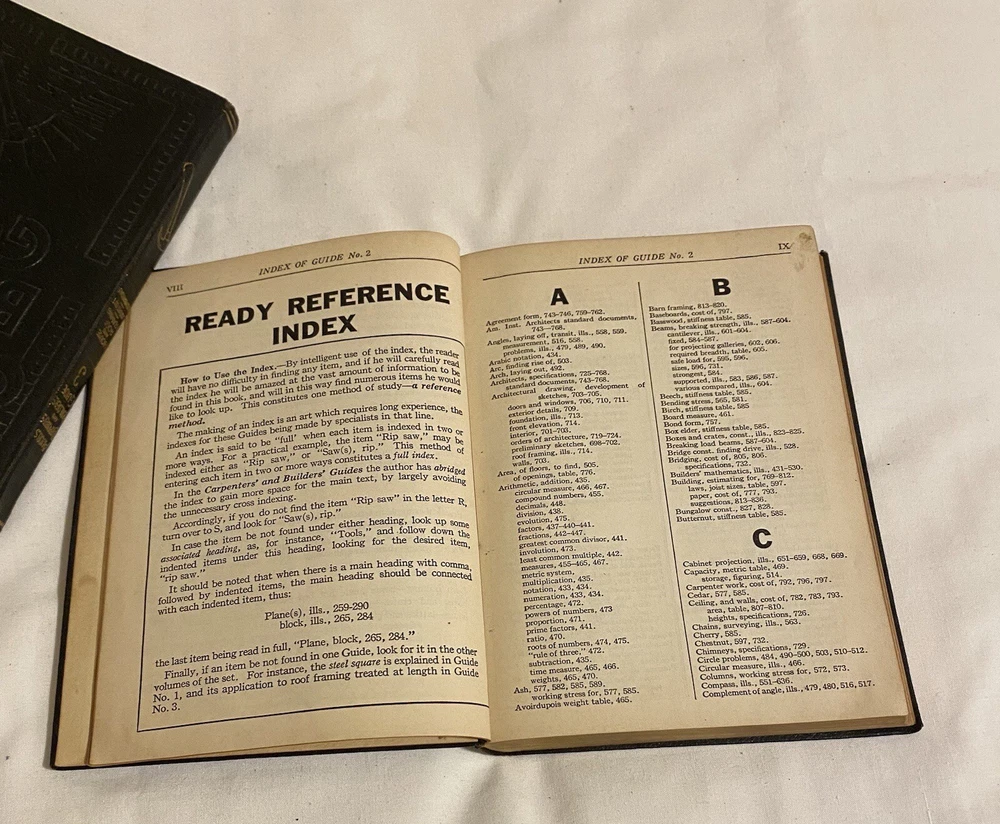 VIII
INDEX OF GUIDE No. 2
READY REFERENCE
INDEX
How to Use the Index.—By intelligent use of the index, the reader
will have no difficulty in finding any item, and if he will carefully read
the index he will be amazed at the vast amount of information to be
found in this book, and will in this way find numerous items he would
like to look up. This constitutes one method of study—a reference
method.
The making of an index is an art which requires long experience, the
indexes for these Guides being made by specialists in that line.
An index is said to be "full" when each item is indexed in two or
more ways. For a practical example, the item "Rip saw," may be
indexed either as "Rip saw," or "Saw(s), rip." This method of
entering each item in two or more ways constitutes a full index.
In the Carpenters' and Builders' Guides the author has abridged
the index to gain more space for the main text, by largely avoiding
the unnecessary cross indexing.
Accordingly, if you do not find the item "Rip saw" in the letter R,
turn over to S, and look for "Saw(s), rip."
In case the item be not found under either heading, look up some
associated heading, as, for instance, "Tools," and follow down the
indented items under this heading, looking for the desired item,
"rip saw."
It should be noted that when there is a main heading with comma,
followed by indented items, the main heading should be connected
with each indented item, thus:
Plane(s), ills., 259-290
block, ills., 265, 284
the last item being read in full, "Plane, block, 265, 284."
Finally, if an item be not found in one Guide, look for it in the other
volumes of the set. For instance, the steel square is explained in Guide
No. 1, and its application to roof framing treated at length in Guide
No. 3.
INDEX OF GUIDE No. 2
IX
A
Agreement form, 743-746, 759-762.
Am. Inst. Architects standard documents,
743-768.
Angles, laying off, transit, ills., 558, 559.
measurement, 516, 558.
problems, ills., 479, 489, 490.
Arabic notation, 434.
Arc, finding rise of, 503.
Arch, laying out, 492.
Architects, specifications, 725-768.
standard documents, 743-768.
Architectural drawing, development of
sketches, 703-705.
doors and windows, 706, 710, 711.
exterior details, 709.
foundation, ills., 713.
front elevation, 714.
interior, 701-703.
orders of architecture, 719-724.
preliminary sketches, 698-702.
roof framing, ills., 714.
walls, 703.
Area, of floors, to find, 505.
of openings, table, 776.
Arithmetic, addition, 435.
circular measure, 466, 467.
compound numbers, 455.
decimals, 448.
division, 438.
evolution, 475.
factors, 437-440-441.
fractions, 442-447.
greatest common divisor, 441.
involution, 473.
least common multiple, 442.
measures, 455-465, 467.
metric system,
multiplication, 435.
notation, 433, 434.
numeration, 433, 434.
percentage, 472.
powers of numbers, 473
proportion, 471.
prime factors, 441.
ratio, 470.
roots of numbers, 474, 475.
"rule of three," 472.
subtraction, 435.
time measure, 465, 466.
weights, 465, 470.
Ash, 577, 582, 585, 589.
working stress for, 577, 585.
Avoirdupois weight table, 465.
B
Barn framing, 813-820.
Baseboards, cost of, 797.
Basewood, stiffness table, 585.
Beams, breaking strength, ills., 587-604.
cantilever, ills., 601-604.
fixed, 584-587.
for projecting galleries, 602, 606.
required breadth, table, 605.
safe load for, 595, 596.
sizes, 596, 731.
strongest, 584.
supported, ills., 583, 586, 587.
various compared, ills., 604.
Beech, stiffness table, 585.
Bending stress, 565, 581.
Birch, stiffness table, 585
Board measure, 461.
Bond form, 757.
Box elder, stiffness table, 585.
Boxes and crates, const., ills., 823-825.
Breaking load beams, 587-604.
Bridge const. finding drive, ills., 528.
Bridging, cost of, 805, 806.
specifications, 732.
Builders' mathematics, ills., 431-530.
Building, estimating for, 769-812.
laws, joist sizes, table, 597.
paper, cost of, 777, 793.
suggestions, 813-836.
Bungalow const., 827, 828.
Butternut, stiffness table, 585.
C
Cabinet projection, ills., 651-659, 668, 669.
Capacity, metric table, 469.
storage, figuring, 514.
Carpenter work, cost of, 792, 796, 797.
Cedar, 577, 585.
Ceiling, and walls, cost of, 782, 783, 793.
area, table, 807-810.
heights, specifications, 726.
Chains, surveying, ills., 563.
Cherry, 585.
Chestnut, 597, 732.
Chimneys, specifications, 729.
Circle problems, 484, 490-500, 503, 510-512.
Circular measure, ills., 466.
Columns, working stress for, 572, 573.
Compass, ills., 551-636.
Complement of angle, ills., 479, 480, 516, 517.